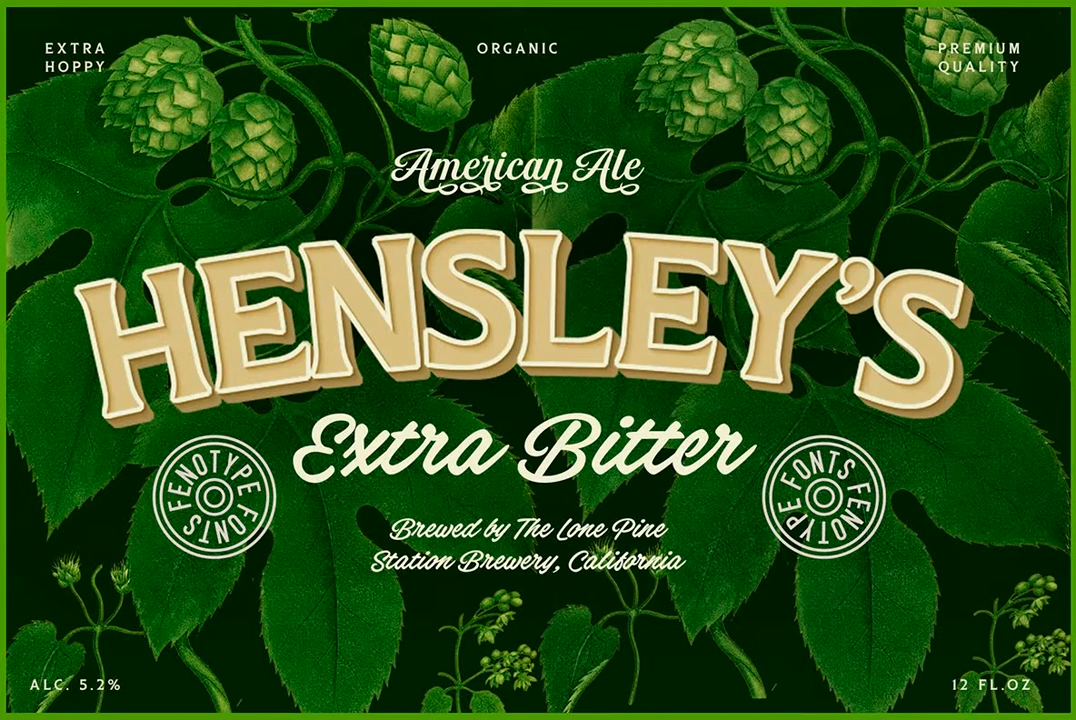 EXTRA
HOPPY
ORGANIC
PREMIUM
QUALITY
American Ale
HENSLEY'S
Extra Bitter
FENOTYPE FONTS
FENOTYPE FONTS
Brewed by The Lone Pine
Station Brewery, California
ALC. 5.2%
12 FL.OZ